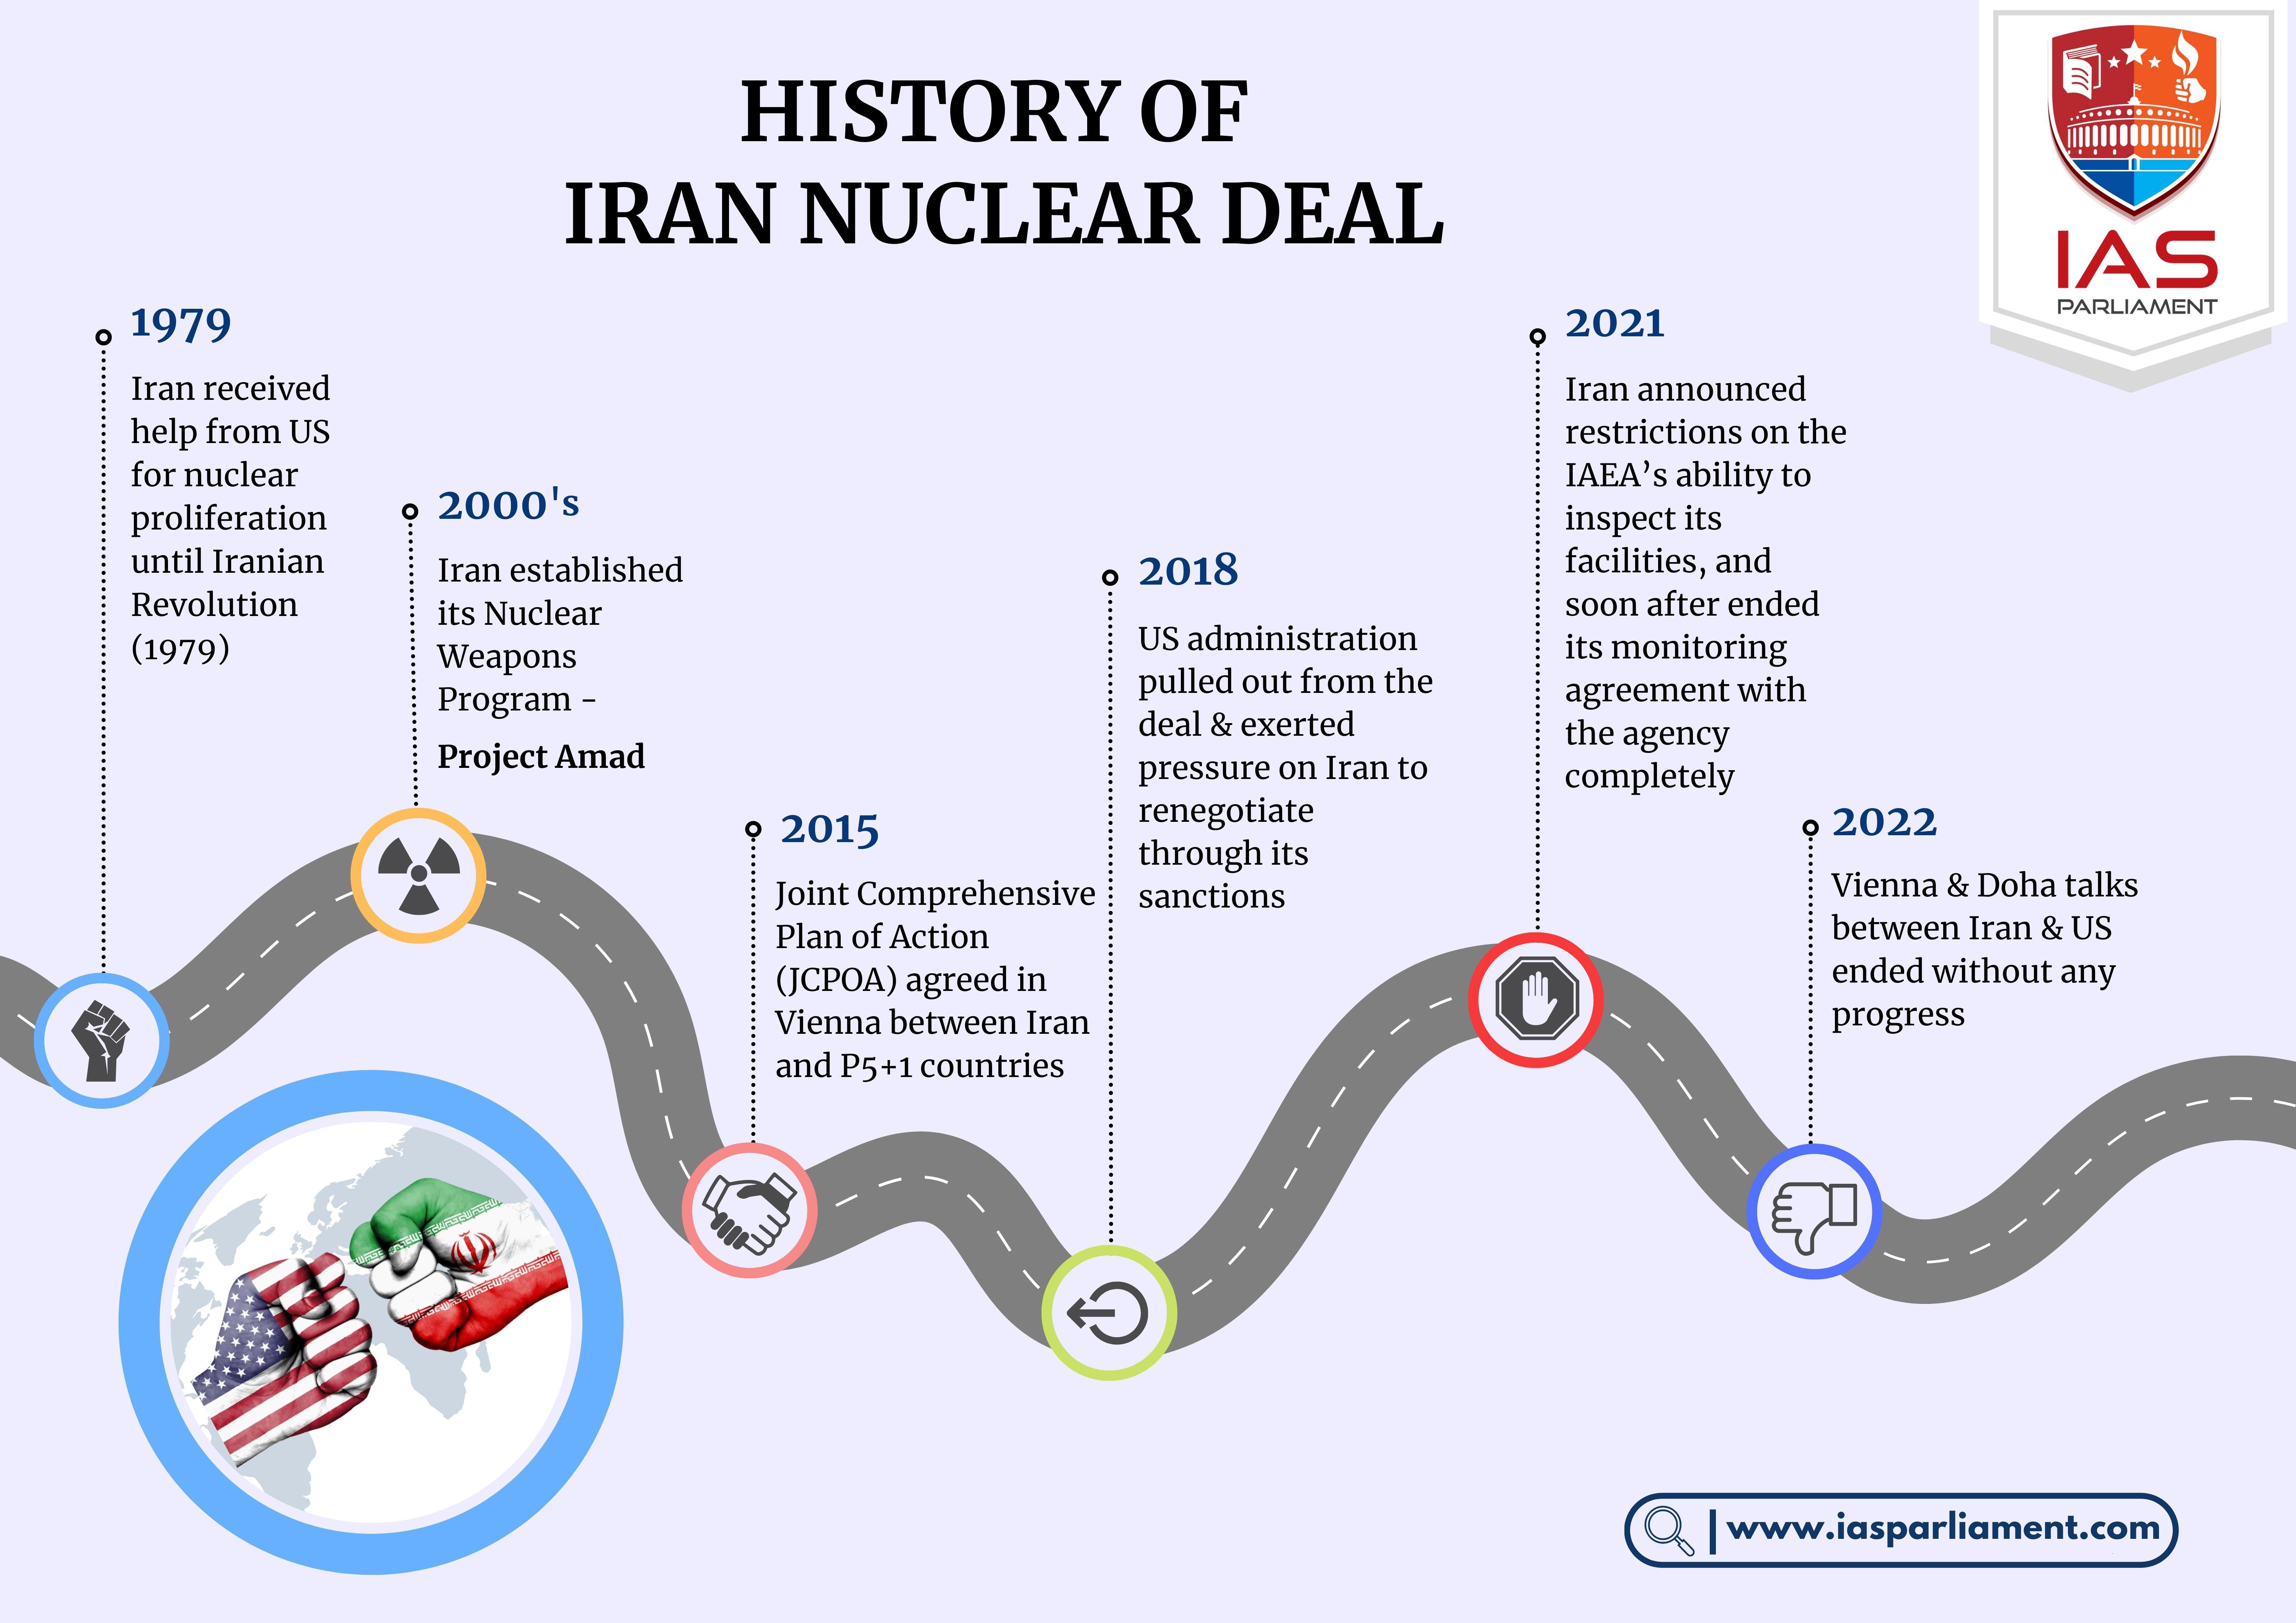 HISTORY OF
IRAN NUCLEAR DEAL
IAS
PARLIAMENT
1979
Iran received
help from US
for nuclear
proliferation
until Iranian
Revolution
(1979)
2000's
Iran established
its Nuclear
Weapons
Program -
Project Amad
2015
Joint Comprehensive
Plan of Action
(JCPOA) agreed in
Vienna between Iran
and P5+1 countries
2018
US administration
pulled out from the
deal & exerted
pressure on Iran to
renegotiate
through its
sanctions
2021
Iran announced
restrictions on the
IAEA’s ability to
inspect its
facilities, and
soon after ended
its monitoring
agreement with
the agency
completely
2022
Vienna & Doha talks
between Iran & US
ended without any
progress
www.iasparliament.com